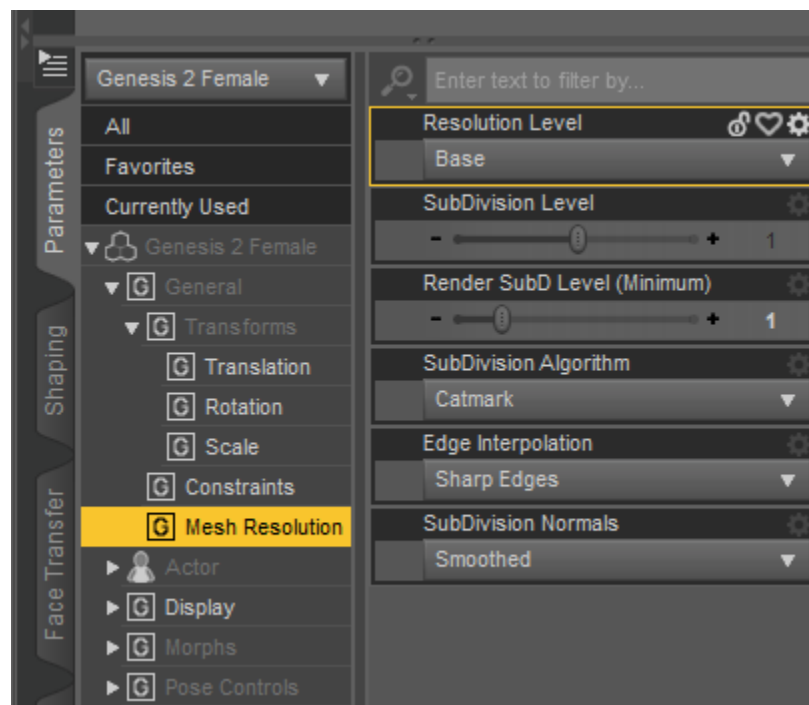 Parameters
Shaping
Face Transfer
Genesis 2 Female
All
Favorites
Currently Used
Genesis 2 Female
G General
G Transforms
G Translation
G Rotation
G Scale
G Constraints
G Mesh Resolution
Actor
G Display
G Morphs
G Pose Controls
Enter text to filter by...
Resolution Level
Base
SubDivision Level
- + 1
Render SubD Level (Minimum)
- + 1
SubDivision Algorithm
Catmark
Edge Interpolation
Sharp Edges
SubDivision Normals
Smoothed